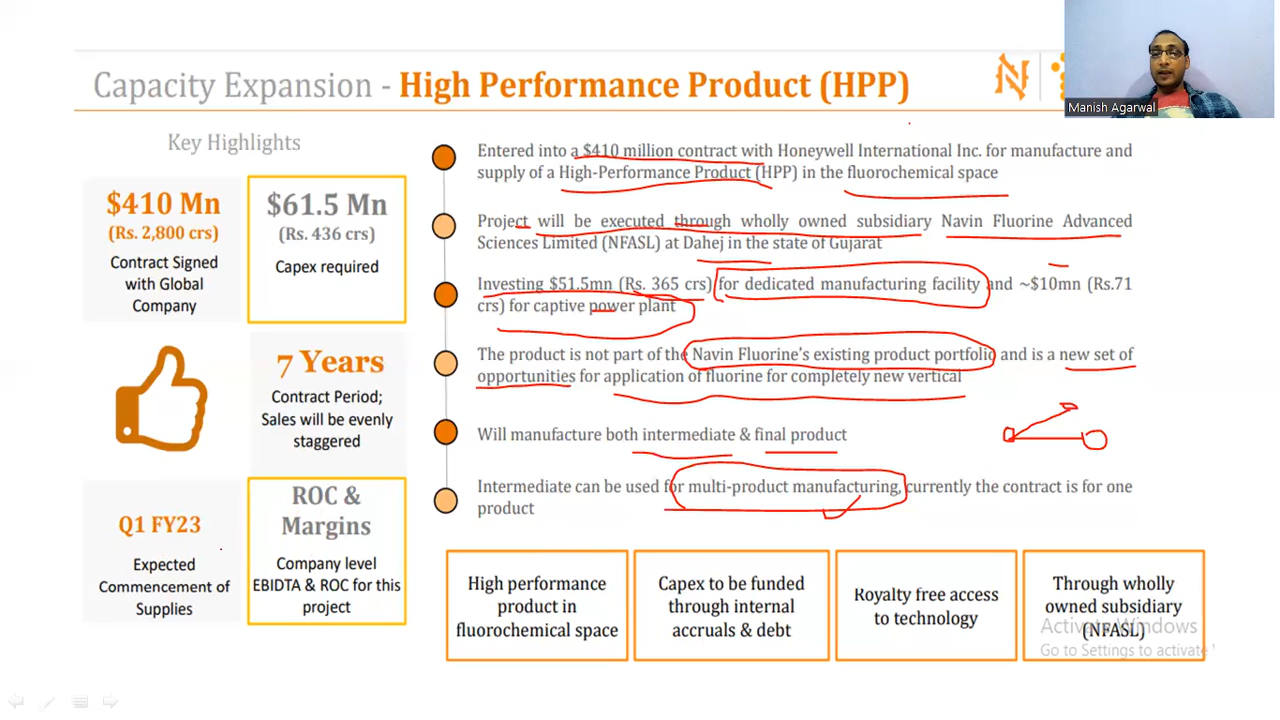 Capacity Expansion - High Performance Product (HPP)
Manish Agarwal
Key Highlights
$410 Mn
(Rs. 2,800 crs)
Contract Signed
with Global
Company
$61.5 Mn
(Rs. 436 crs)
Capex required
7 Years
Contract Period;
Sales will be evenly
staggered
Q1 FY23
Expected
Commencement of
Supplies
ROC &
Margins
Company level
EBIDTA & ROC for this
project
Entered into a $410 million contract with Honeywell International Inc. for manufacture and
supply of a High-Performance Product (HPP) in the fluorochemical space
Project will be executed through wholly owned subsidiary Navin Fluorine Advanced
Sciences Limited (NFASL) at Dahej in the state of Gujarat
Investing $51.5mn (Rs. 365 crs) for dedicated manufacturing facility and ~$10mn (Rs.71
crs) for captive power plant
The product is not part of the Navin Fluorine's existing product portfolio and is a new set of
opportunities for application of fluorine for completely new vertical
Will manufacture both intermediate & final product
Intermediate can be used for multi-product manufacturing, currently the contract is for one
product
High performance
product in
fluorochemical space
Capex to be funded
through internal
accruals & debt
Royalty free access
to technology
Through wholly
owned subsidiary
(NFASL)
Activate Windows
Go to Settings to activate